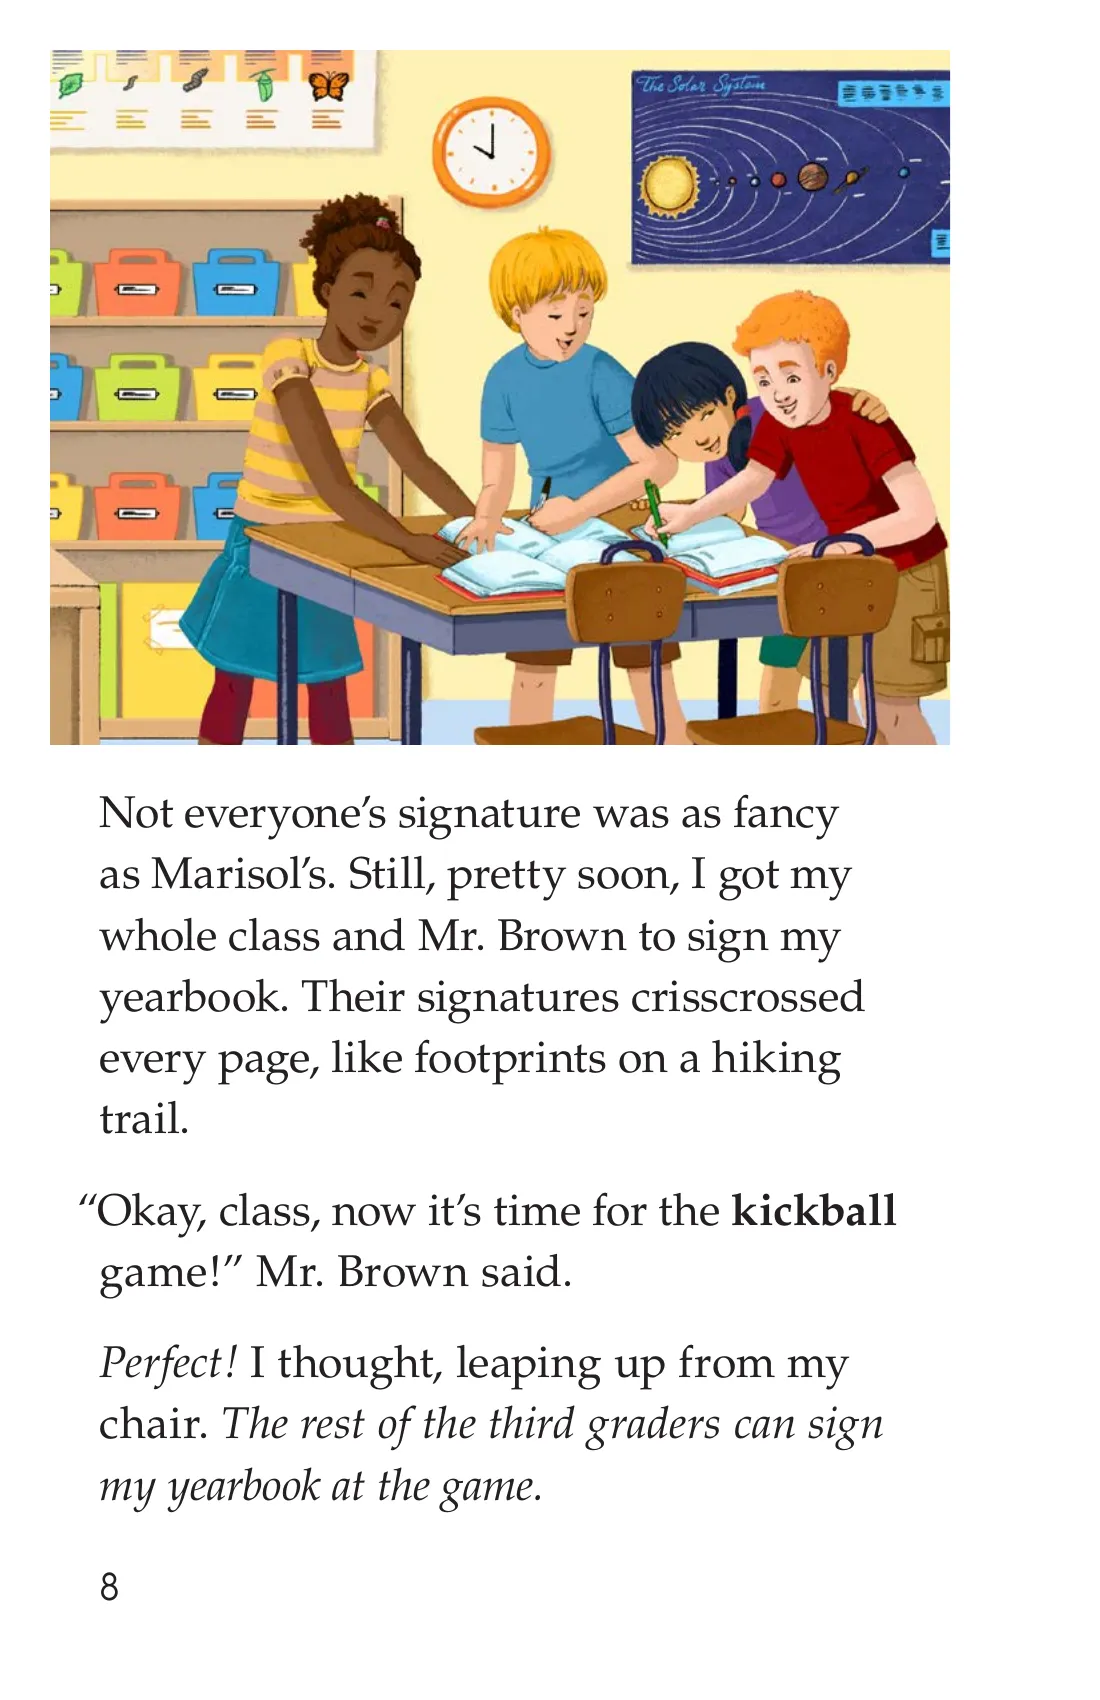 The Solar System
Not everyone’s signature was as fancy
as Marisol’s. Still, pretty soon, I got my
whole class and Mr. Brown to sign my
yearbook. Their signatures crisscrossed
every page, like footprints on a hiking
trail.
“Okay, class, now it’s time for the kickball
game!” Mr. Brown said.
Perfect! I thought, leaping up from my
chair. The rest of the third graders can sign
my yearbook at the game.
8